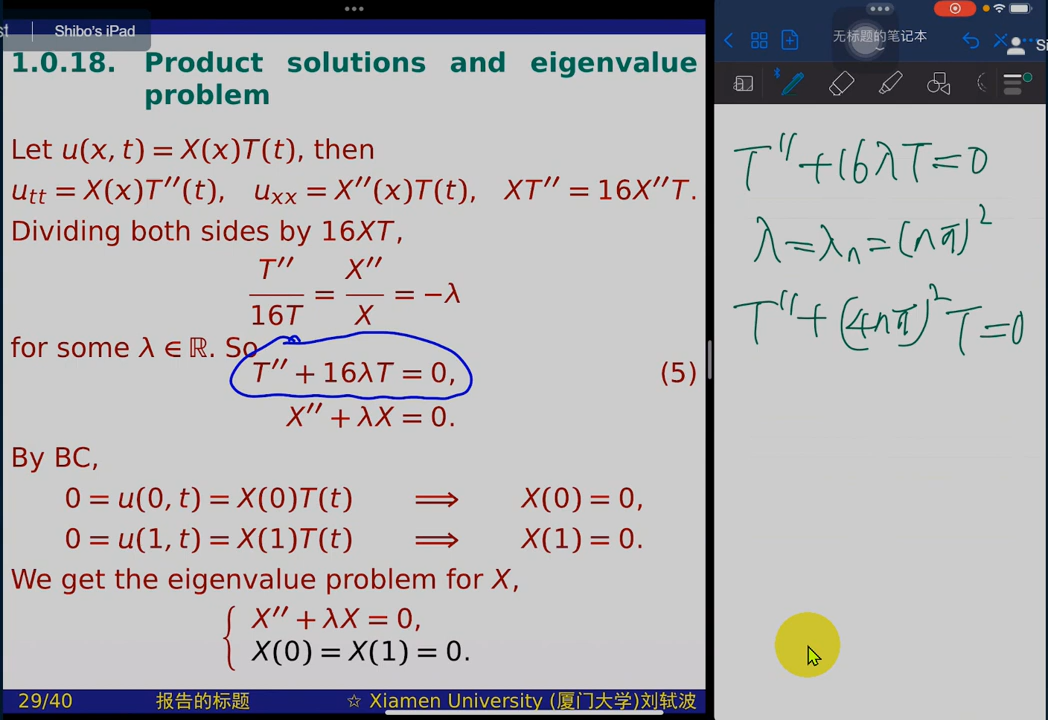 Shibo's iPad
1.0.18. Product solutions and eigenvalue
problem
Let u(x, t) = X(x)T(t), then
u_tt = X(x)T″(t), u_xx = X″(x)T(t), XT″ = 16X″T.
Dividing both sides by 16XT,
T″/16T = X″/X = −λ
for some λ ∈ ℝ. So
T″ + 16λT = 0, (5)
X″ + λX = 0.
By BC,
0 = u(0, t) = X(0)T(t) ⟹ X(0) = 0,
0 = u(1, t) = X(1)T(t) ⟹ X(1) = 0.
We get the eigenvalue problem for X,
X″ + λX = 0,
X(0) = X(1) = 0.
29/40 报告的标题 ☆ Xiamen University (厦门大学)刘轼波
无标题的笔记本
T″+16λT=0
λ=λ_n=(nπ)²
T″+(4nπ)²T=0